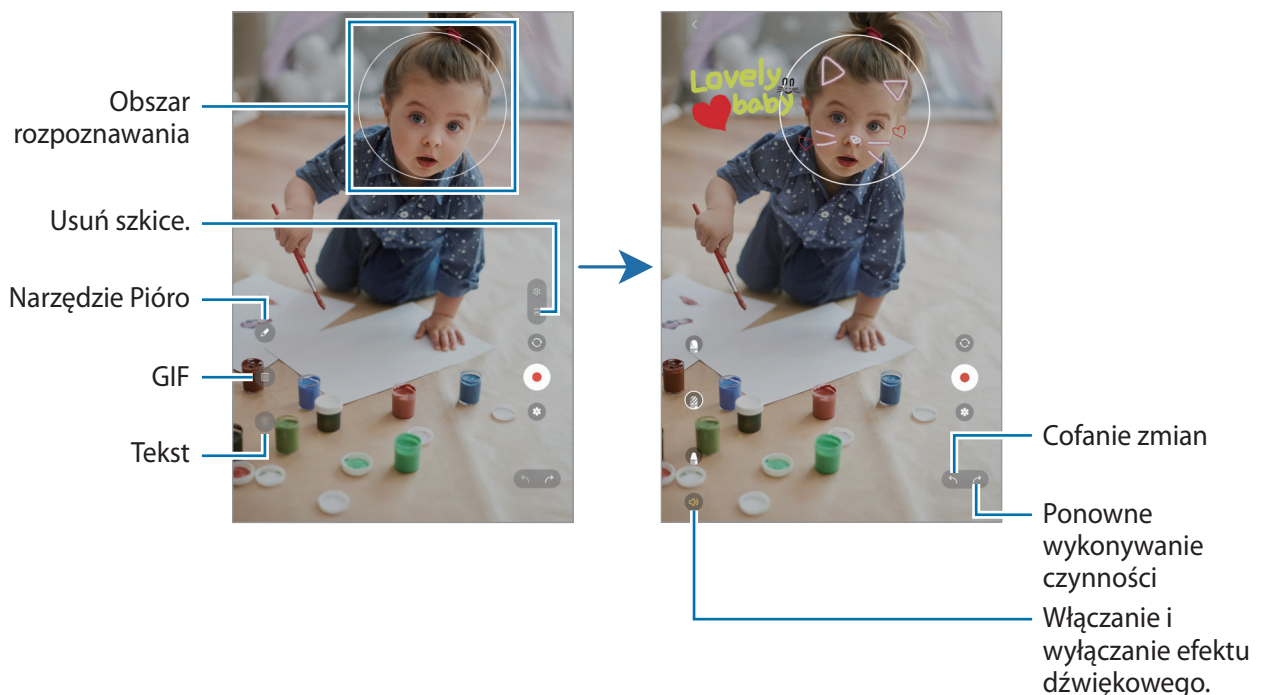 Obszar
rozpoznawania
Usuń szkice.
Narzędzie Pióro
GIF
Tekst
Lovely
baby
Cofanie zmian
Ponowne
wykonywanie
czynności
Włączanie i
wyłączanie efektu
dźwiękowego.